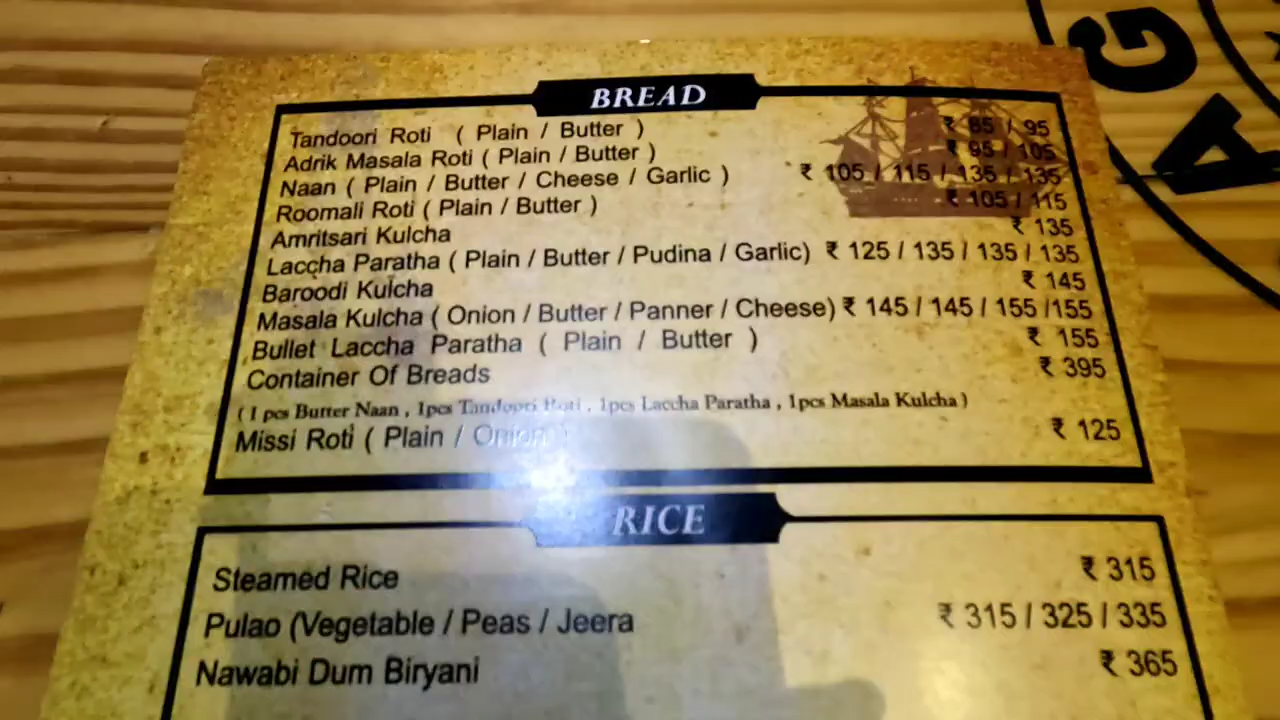 BREAD
Tandoori Roti ( Plain / Butter ) ₹ 85 / 95
Adrik Masala Roti ( Plain / Butter ) ₹ 95 / 105
Naan ( Plain / Butter / Cheese / Garlic ) ₹ 105 / 115 / 135 / 135
Roomali Roti ( Plain / Butter ) ₹ 105 / 115
Amritsari Kulcha ₹ 135
Laccha Paratha ( Plain / Butter / Pudina / Garlic) ₹ 125 / 135 / 135 / 135
Baroodi Kulcha ₹ 145
Masala Kulcha ( Onion / Butter / Panner / Cheese) ₹ 145 / 145 / 155 /155
Bullet Laccha Paratha ( Plain / Butter ) ₹ 155
Container Of Breads ₹ 395
( 1 pcs Butter Naan , 1pcs Tandoori Roti , 1pcs Laccha Paratha , 1pcs Masala Kulcha )
Missi Roti ( Plain / Onion ) ₹ 125
RICE
Steamed Rice ₹ 315
Pulao (Vegetable / Peas / Jeera ₹ 315 / 325 / 335
Nawabi Dum Biryani ₹ 365